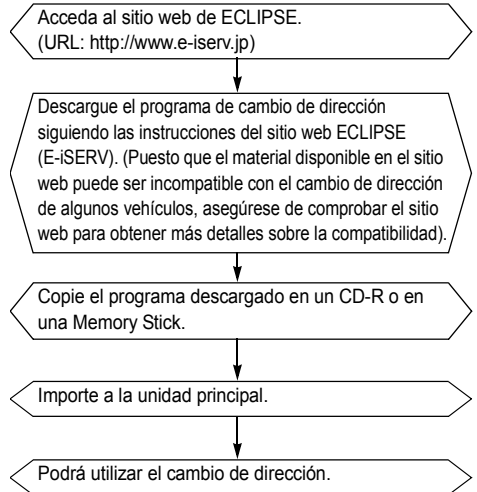 Acceda al sitio web de ECLIPSE.
(URL: http://www.e-iserv.jp)
Descargue el programa de cambio de dirección
siguiendo las instrucciones del sitio web ECLIPSE
(E-iSERV). (Puesto que el material disponible en el sitio
web puede ser incompatible con el cambio de dirección
de algunos vehículos, asegúrese de comprobar el sitio
web para obtener más detalles sobre la compatibilidad).
Copie el programa descargado en un CD-R o en
una Memory Stick.
Importe a la unidad principal.
Podrá utilizar el cambio de dirección.